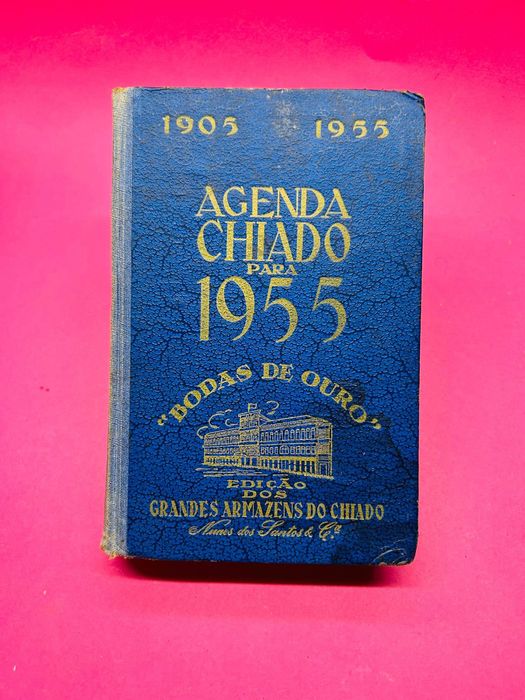 1905 1955
AGENDA
CHIADO
PARA
1955
"BODAS DE OURO"
EDIÇÃO
DOS
GRANDES ARMAZENS DO CHIADO
Nunes dos Santos & Cª